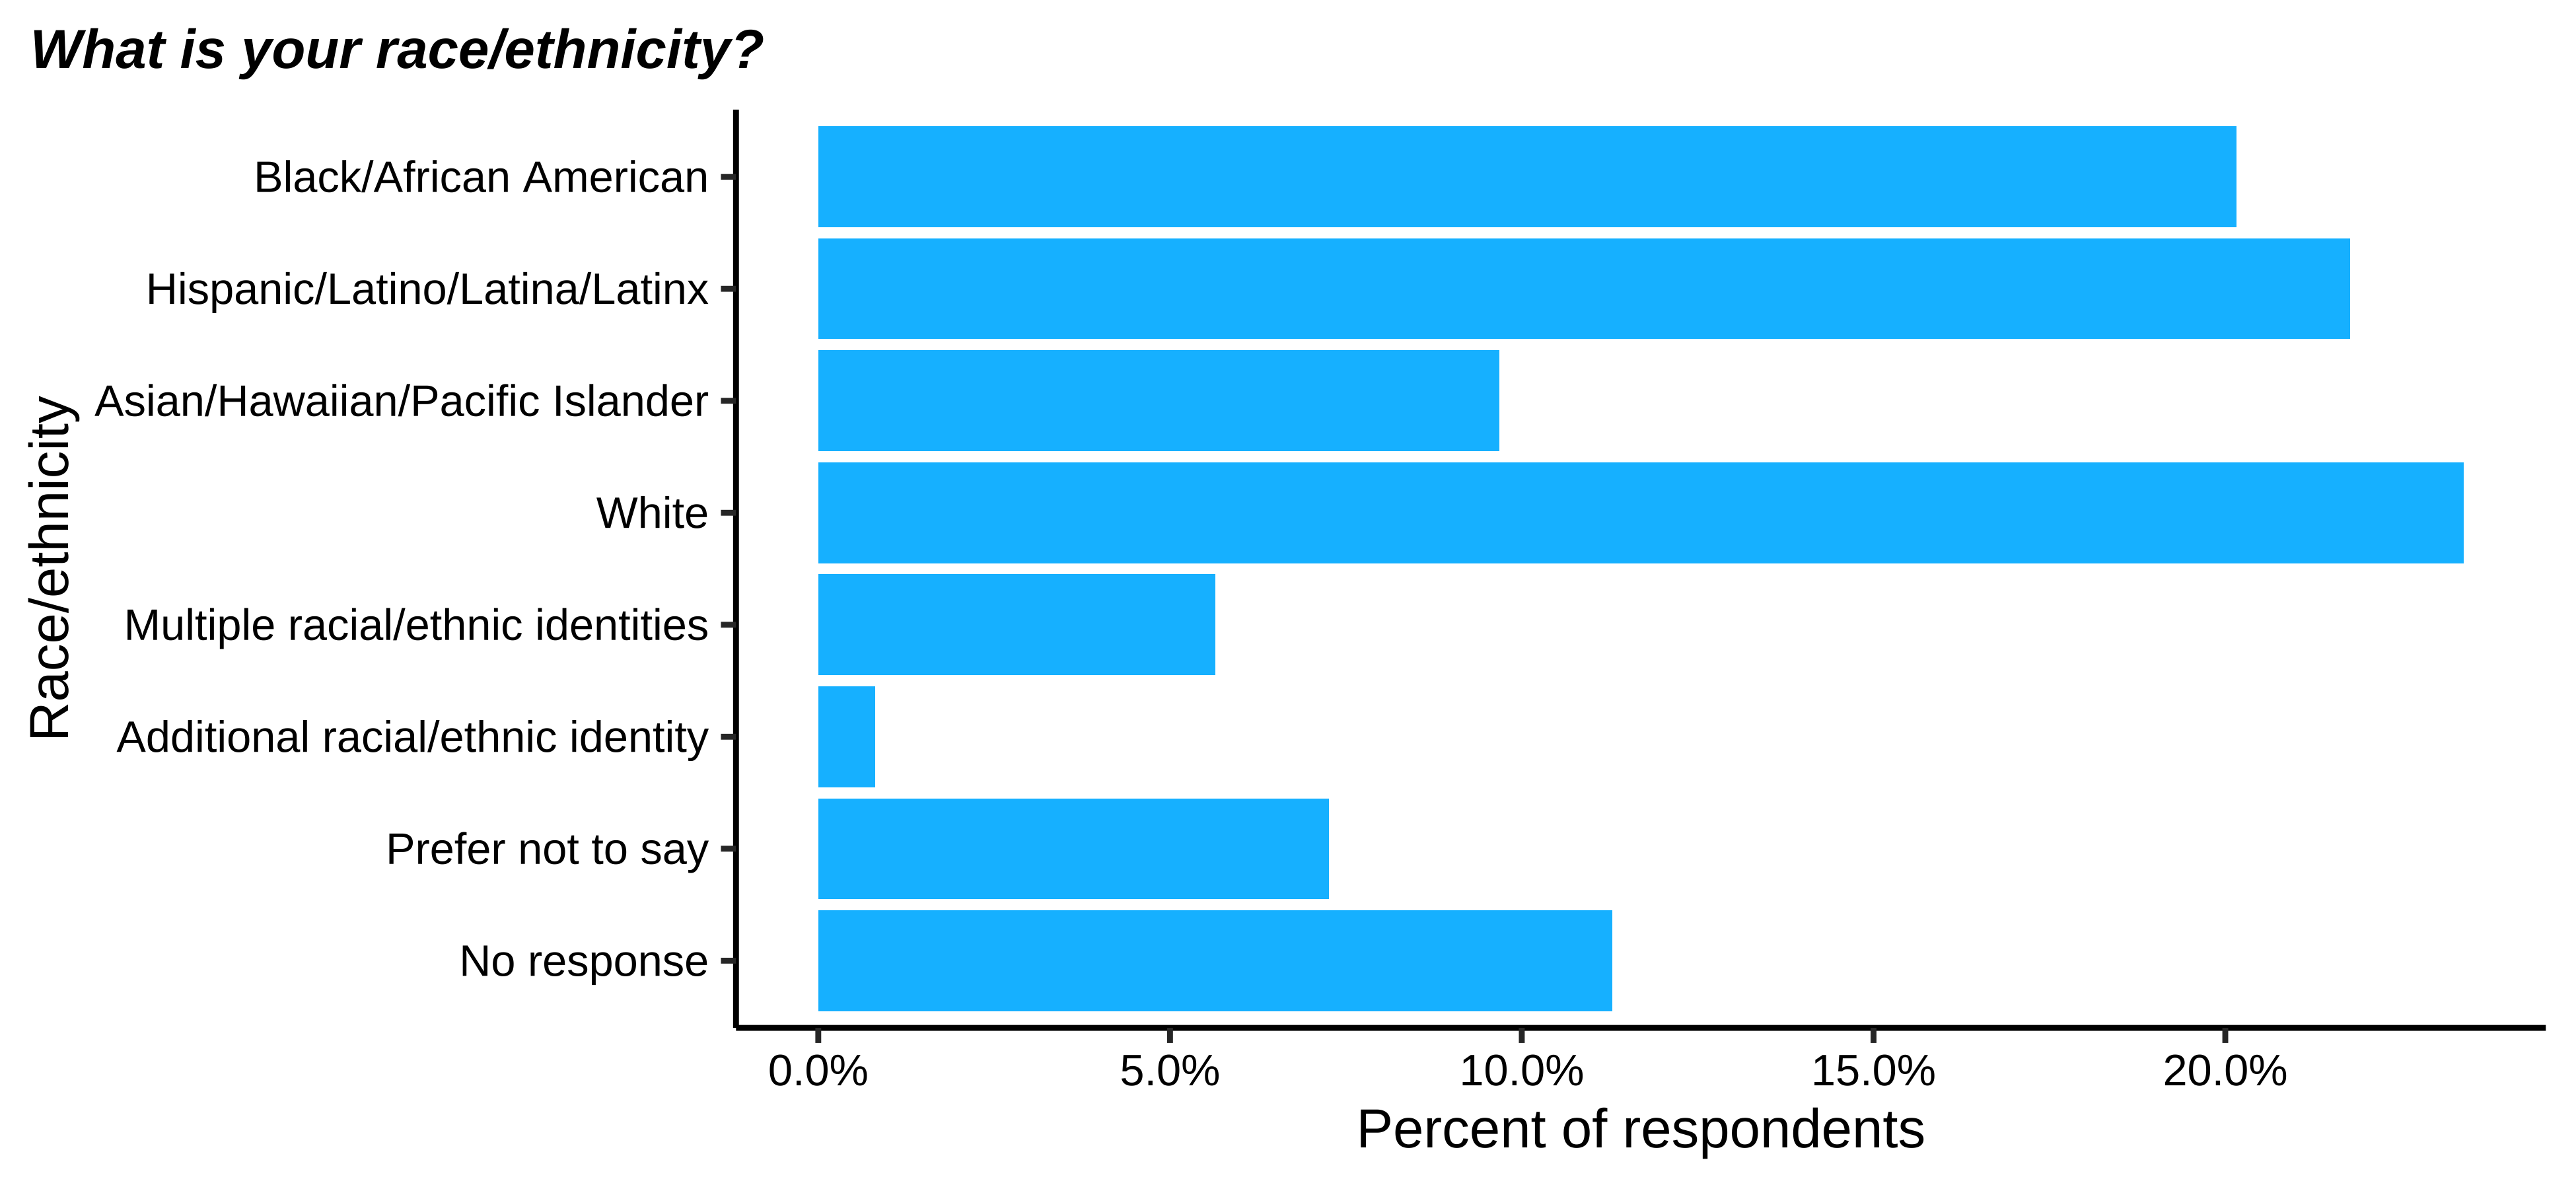 What is your race/ethnicity?
Race/ethnicity
Black/African American
Hispanic/Latino/Latina/Latinx
Asian/Hawaiian/Pacific Islander
White
Multiple racial/ethnic identities
Additional racial/ethnic identity
Prefer not to say
No response
0.0% 5.0% 10.0% 15.0% 20.0%
Percent of respondents